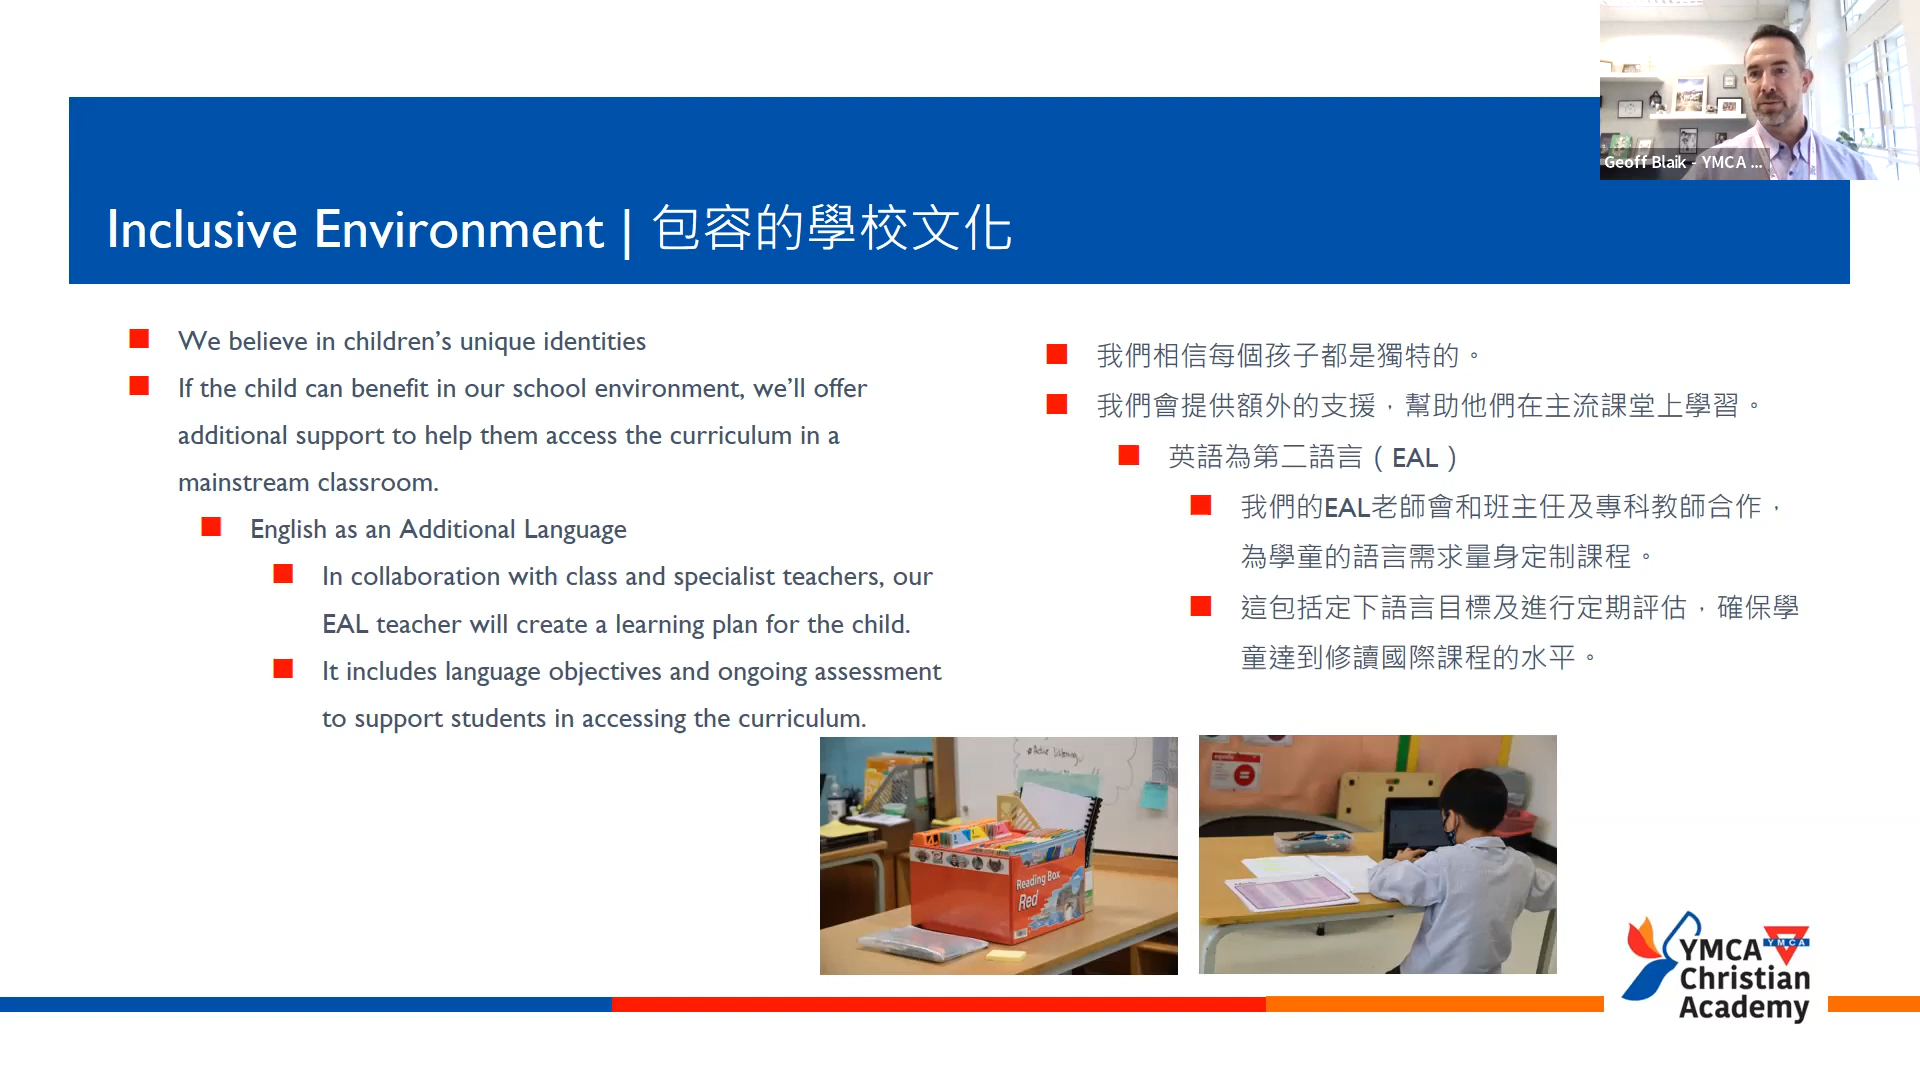 Geoff Blaik - YMCA ...
Inclusive Environment | 包容的學校文化
We believe in children’s unique identities
If the child can benefit in our school environment, we’ll offer
additional support to help them access the curriculum in a
mainstream classroom.
English as an Additional Language
In collaboration with class and specialist teachers, our
EAL teacher will create a learning plan for the child.
It includes language objectives and ongoing assessment
to support students in accessing the curriculum.
我們相信每個孩子都是獨特的。
我們會提供額外的支援，幫助他們在主流課堂上學習。
英語為第二語言（EAL）
我們的EAL老師會和班主任及專科教師合作，
為學童的語言需求量身定制課程。
這包括定下語言目標及進行定期評估，確保學
童達到修讀國際課程的水平。
Active listening
Reading Box
Red
YMCA
YMCA
Christian
Academy